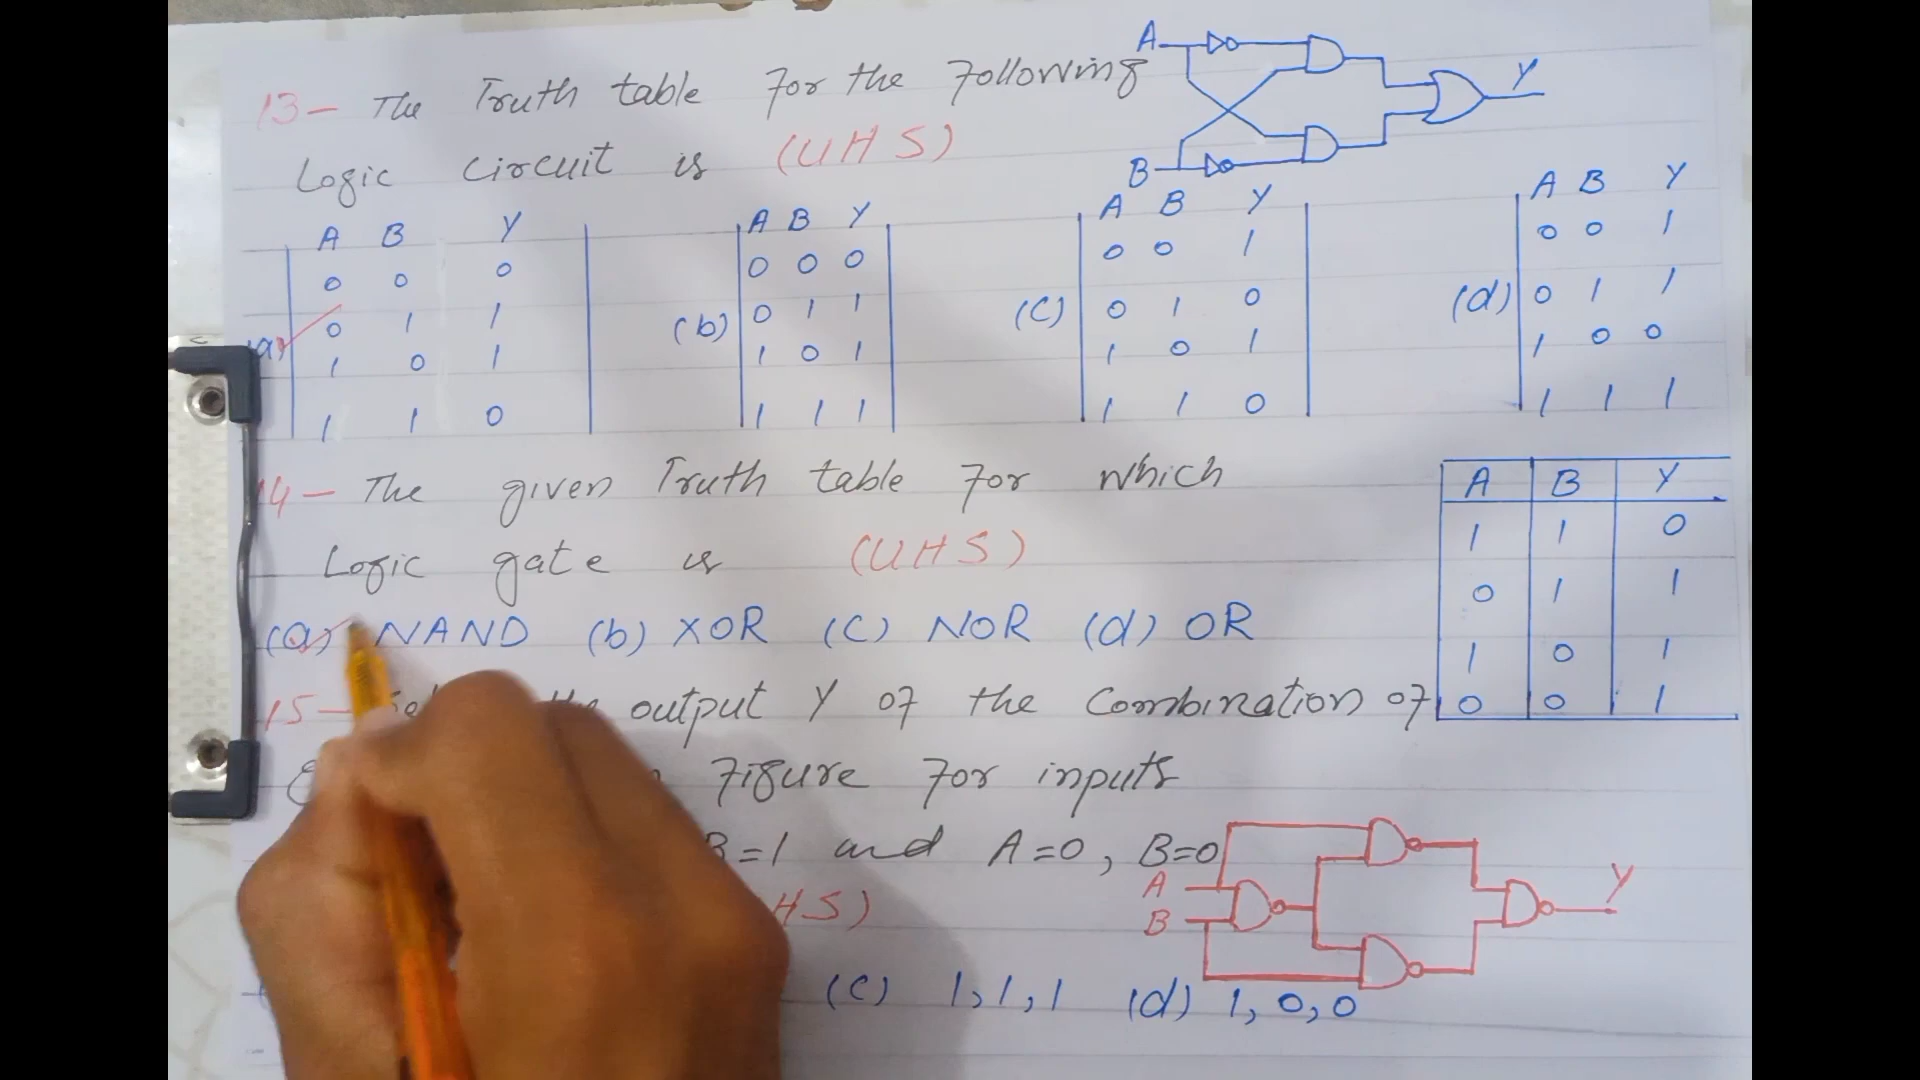 13- The Truth table for the following
Logic circuit is (UHS)
A
B
Y
A B Y
0 0 0
0 1 1
1 0 1
1 1 0
(a)
A B Y
0 0 0
0 1 1
1 0 1
1 1 1
(b)
A B Y
0 0 1
0 1 0
1 0 1
1 1 0
(c)
A B Y
0 0 1
0 1 1
1 0 0
1 1 1
(d)
14- The given Truth table for which
Logic gate is (UHS)
(a) NAND (b) XOR (c) NOR (d) OR
A B Y
1 1 0
0 1 1
1 0 1
0 0 1
15- output Y of the Combination of
Figure for inputs
B=1 and A=0, B=0
HS)
A
B
Y
(c) 1,1,1 (d) 1,0,0